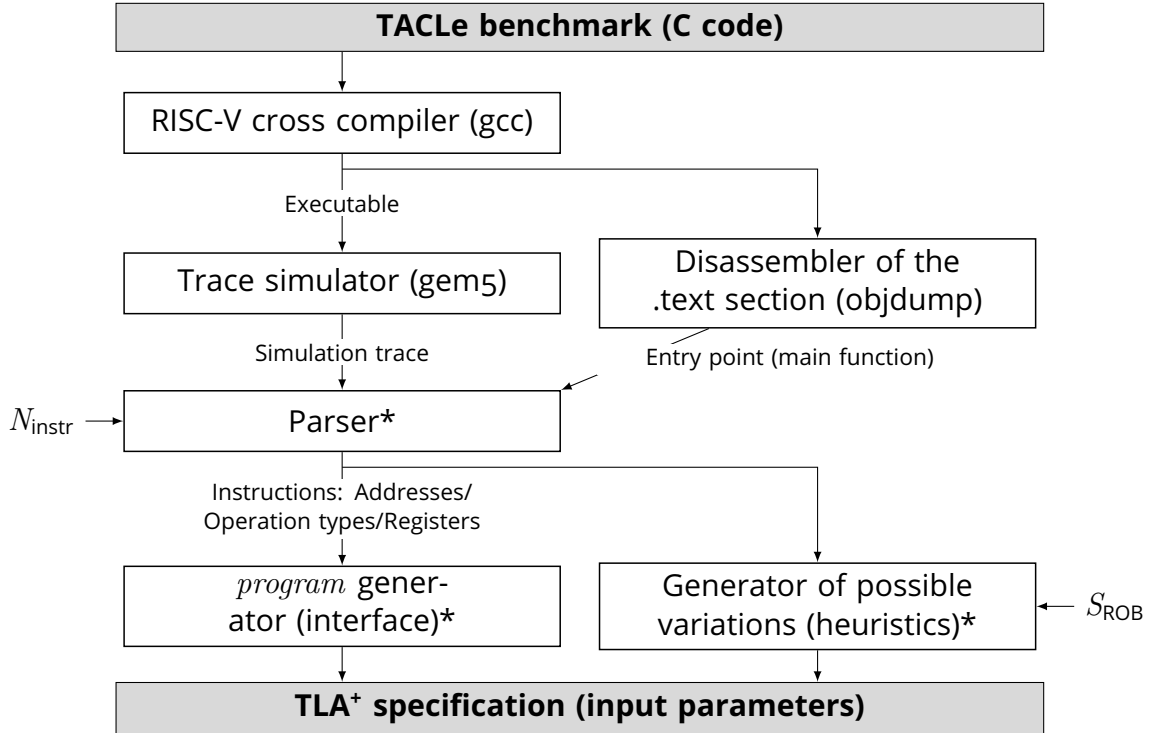 TACLe benchmark (C code)
RISC-V cross compiler (gcc)
Executable
Trace simulator (gem5)
Disassembler of the
.text section (objdump)
Simulation trace
Entry point (main function)
N_instr
Parser*
Instructions: Addresses/
Operation types/Registers
program gener-
ator (interface)*
Generator of possible
variations (heuristics)*
S_ROB
TLA⁺ specification (input parameters)